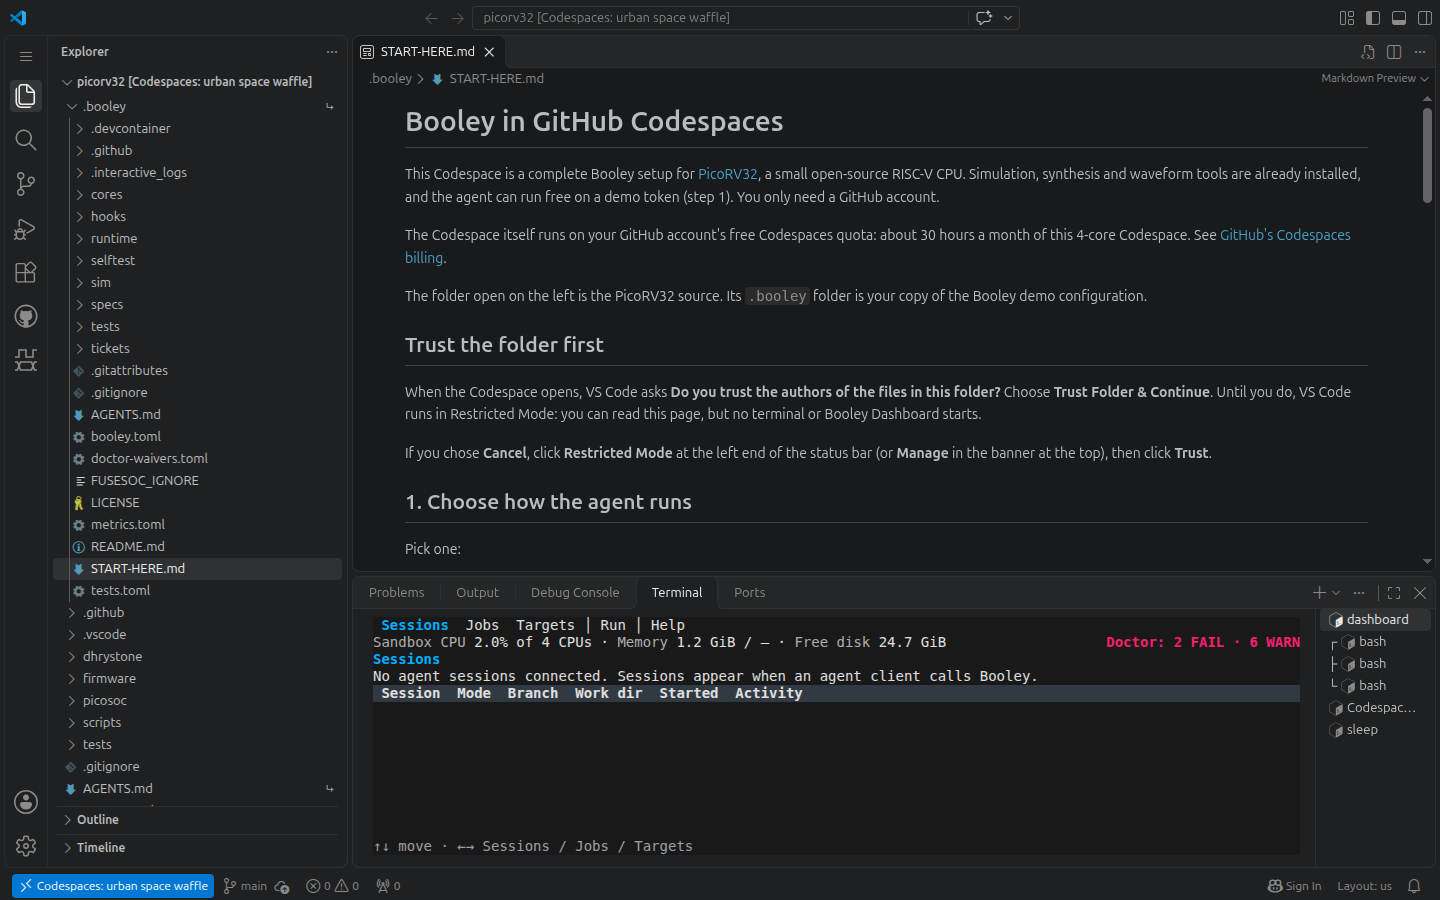 picorv32 [Codespaces: urban space waffle]
Explorer
picorv32 [Codespaces: urban space waffle]
.booley
.devcontainer
.github
.interactive_logs
cores
hooks
runtime
selftest
sim
specs
tests
tickets
.gitattributes
.gitignore
AGENTS.md
booley.toml
doctor-waivers.toml
FUSESOC_IGNORE
LICENSE
metrics.toml
README.md
START-HERE.md
tests.toml
.github
.vscode
dhrystone
firmware
picosoc
scripts
tests
.gitignore
AGENTS.md
Outline
Timeline
START-HERE.md
.booley > START-HERE.md
Markdown Preview
Booley in GitHub Codespaces
This Codespace is a complete Booley setup for PicoRV32, a small open-source RISC-V CPU. Simulation, synthesis and waveform tools are already installed,
and the agent can run free on a demo token (step 1). You only need a GitHub account.
The Codespace itself runs on your GitHub account's free Codespaces quota: about 30 hours a month of this 4-core Codespace. See GitHub's Codespaces
billing.
The folder open on the left is the PicoRV32 source. Its .booley folder is your copy of the Booley demo configuration.
Trust the folder first
When the Codespace opens, VS Code asks Do you trust the authors of the files in this folder? Choose Trust Folder & Continue. Until you do, VS Code
runs in Restricted Mode: you can read this page, but no terminal or Booley Dashboard starts.
If you chose Cancel, click Restricted Mode at the left end of the status bar (or Manage in the banner at the top), then click Trust.
1. Choose how the agent runs
Pick one:
Problems Output Debug Console Terminal Ports
Sessions Jobs Targets | Run | Help
Sandbox CPU 2.0% of 4 CPUs · Memory 1.2 GiB / — · Free disk 24.7 GiB Doctor: 2 FAIL · 6 WARN
Sessions
No agent sessions connected. Sessions appear when an agent client calls Booley.
Session Mode Branch Work dir Started Activity
↑↓ move · ←→ Sessions / Jobs / Targets
dashboard
bash
bash
bash
Codespac...
sleep
Codespaces: urban space waffle main 0 0 0 Sign In Layout: us